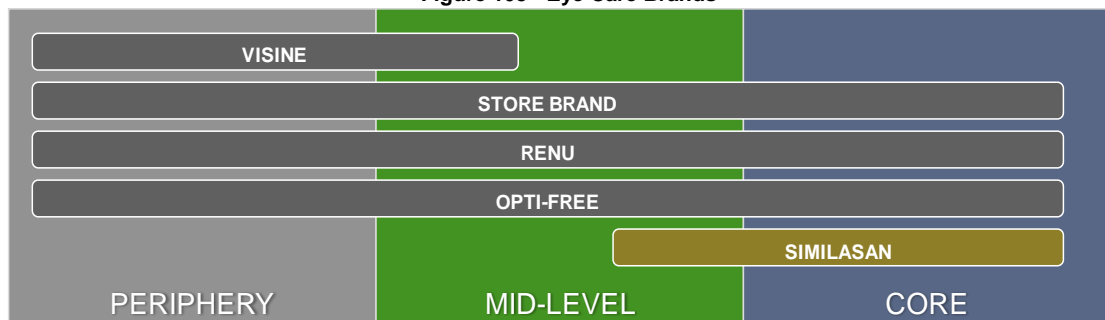 VISINE
STORE BRAND
RENU
OPTI-FREE
SIMILASAN
PERIPHERY MID-LEVEL CORE